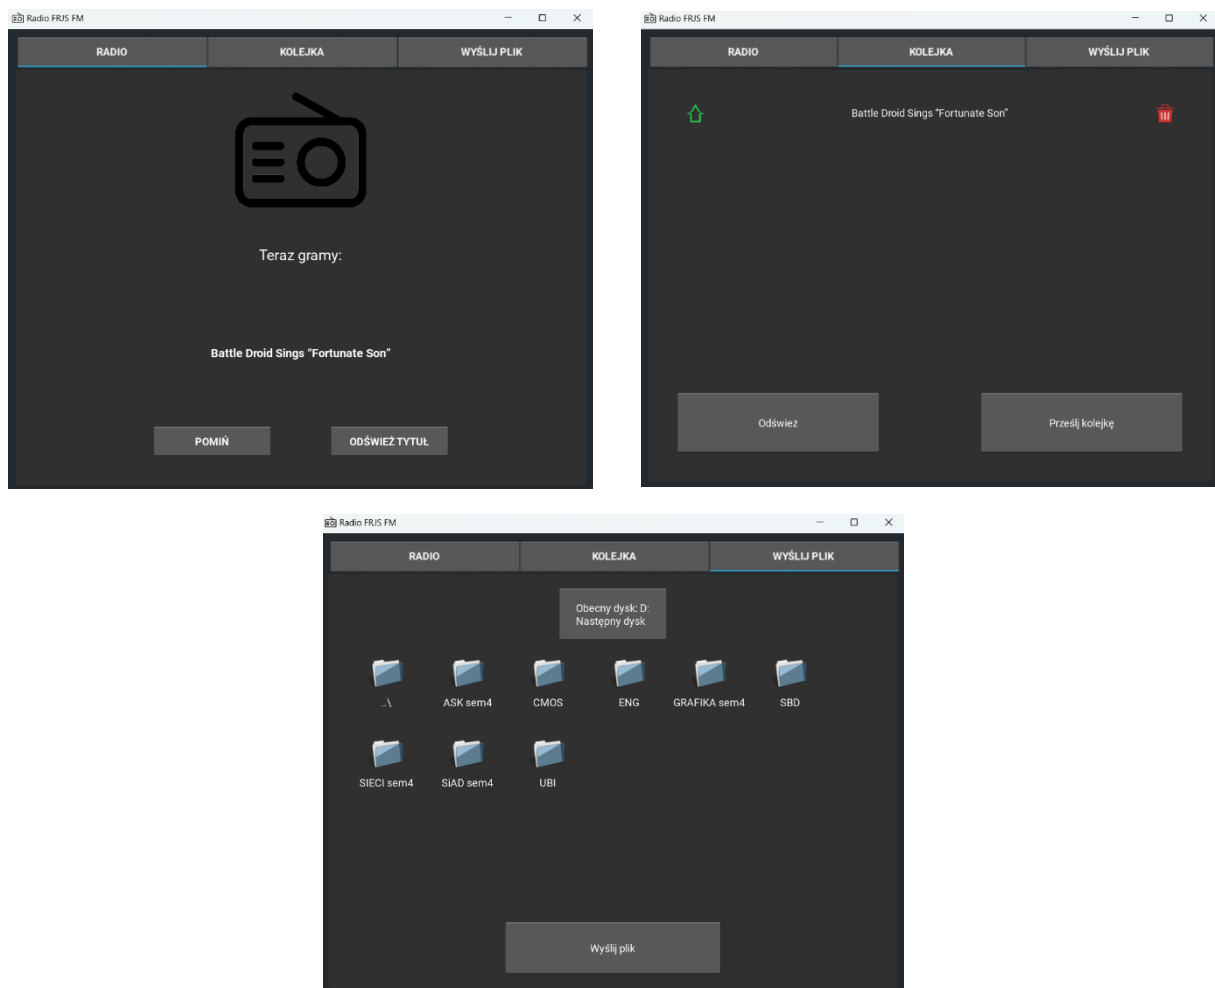 Radio FRJS FM
RADIO KOLEJKA WYŚLIJ PLIK
Teraz gramy:
Battle Droid Sings “Fortunate Son”
POMIŃ ODŚWIEŻ TYTUŁ
Radio FRJS FM
RADIO KOLEJKA WYŚLIJ PLIK
Battle Droid Sings “Fortunate Son”
Odśwież Prześlj kolejkę
Radio FRJS FM
RADIO KOLEJKA WYŚLIJ PLIK
Obecny dysk: D:
Następny dysk
..\ ASK sem4 CMOS ENG GRAFIKA sem4 SBD
SIECI sem4 SiAD sem4 UBI
Wyślij plik